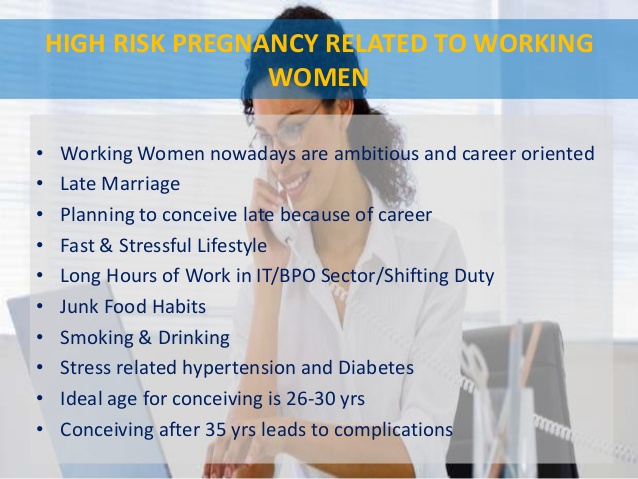 HIGH RISK PREGNANCY RELATED TO WORKING
WOMEN
• Working Women nowadays are ambitious and career oriented
• Late Marriage
• Planning to conceive late because of career
• Fast & Stressful Lifestyle
• Long Hours of Work in IT/BPO Sector/Shifting Duty
• Junk Food Habits
• Smoking & Drinking
• Stress related hypertension and Diabetes
• Ideal age for conceiving is 26-30 yrs
• Conceiving after 35 yrs leads to complications